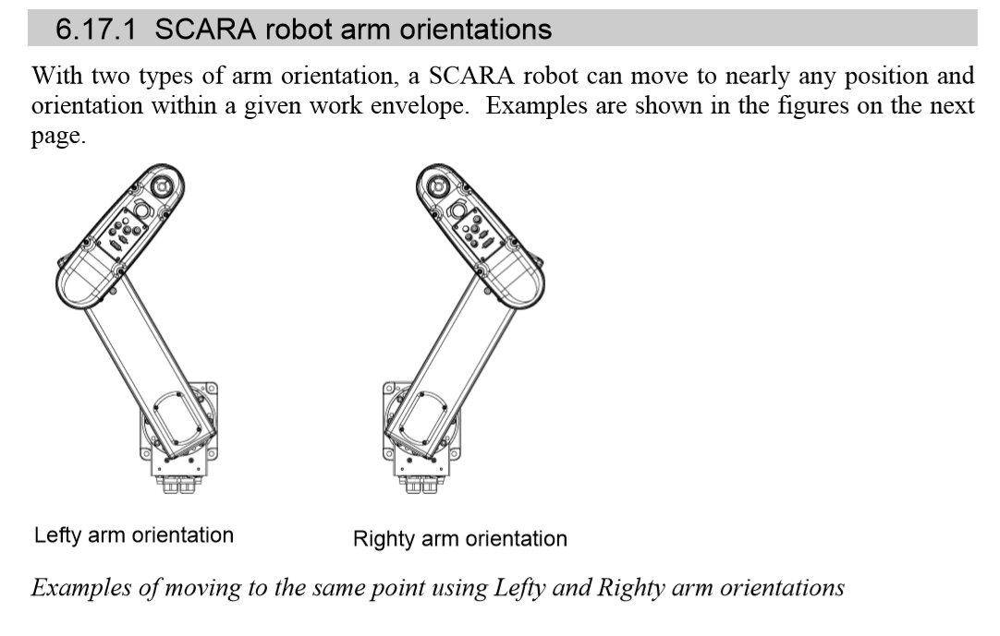 6.17.1 SCARA robot arm orientations
With two types of arm orientation, a SCARA robot can move to nearly any position and
orientation within a given work envelope. Examples are shown in the figures on the next
page.
Lefty arm orientation
Righty arm orientation
Examples of moving to the same point using Lefty and Righty arm orientations